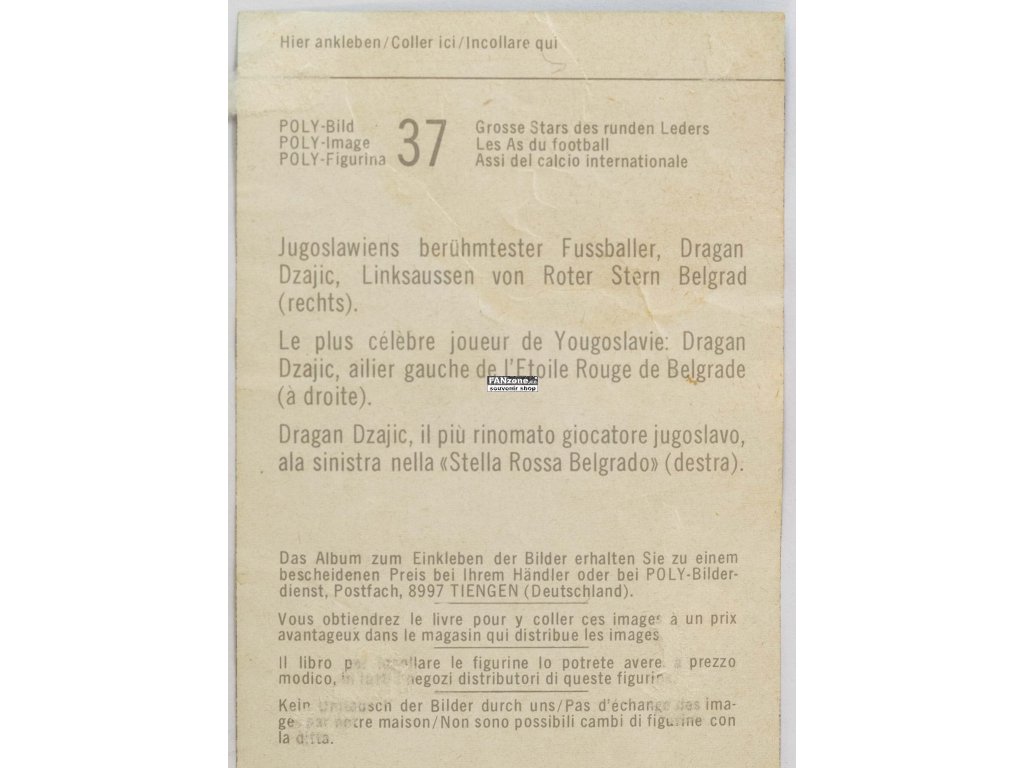 Hier ankleben/Coller ici/Incollare qui
POLY-Bild
POLY-Image
POLY-Figurina
37
Grosse Stars des runden Leders
Les As du football
Assi del calcio internationale
Jugoslawiens berühmtester Fussballer, Dragan
Dzajic, Linksaussen von Roter Stern Belgrad
(rechts).
Le plus célèbre joueur de Yougoslavie: Dragan
Dzajic, ailier gauche de l'Etoile Rouge de Belgrade
(à droite).
FANzone.cz
souvenir shop
Dragan Dzajic, il più rinomato giocatore jugoslavo,
ala sinistra nella «Stella Rossa Belgrado» (destra).
Das Album zum Einkleben der Bilder erhalten Sie zu einem
bescheidenen Preis bei Ihrem Händler oder bei POLY-Bilder-
dienst, Postfach, 8997 TIENGEN (Deutschland).
Vous obtiendrez le livre pour y coller ces images à un prix
avantageux dans le magasin qui distribue les images
Il libro per incollare le figurine lo potrete avere a prezzo
modico, negozi distributori di queste figurine
Kein Umtausch der Bilder durch uns/Pas d'échange des ima-
ges par notre maison/Non sono possibili cambi di figurine con
la ditta.